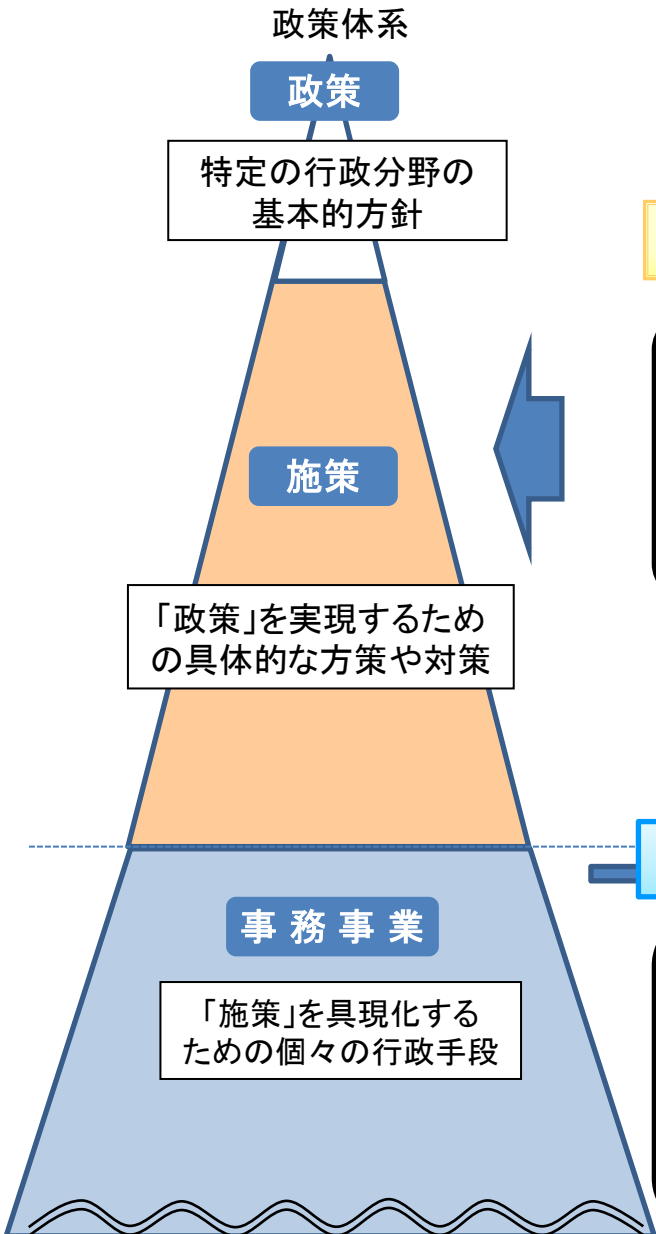 政策体系
政策
特定の行政分野の
基本的方針
施策
「政策」を実現するため
の具体的な方策や対策
事務事業
「施策」を具現化する
ための個々の行政手段